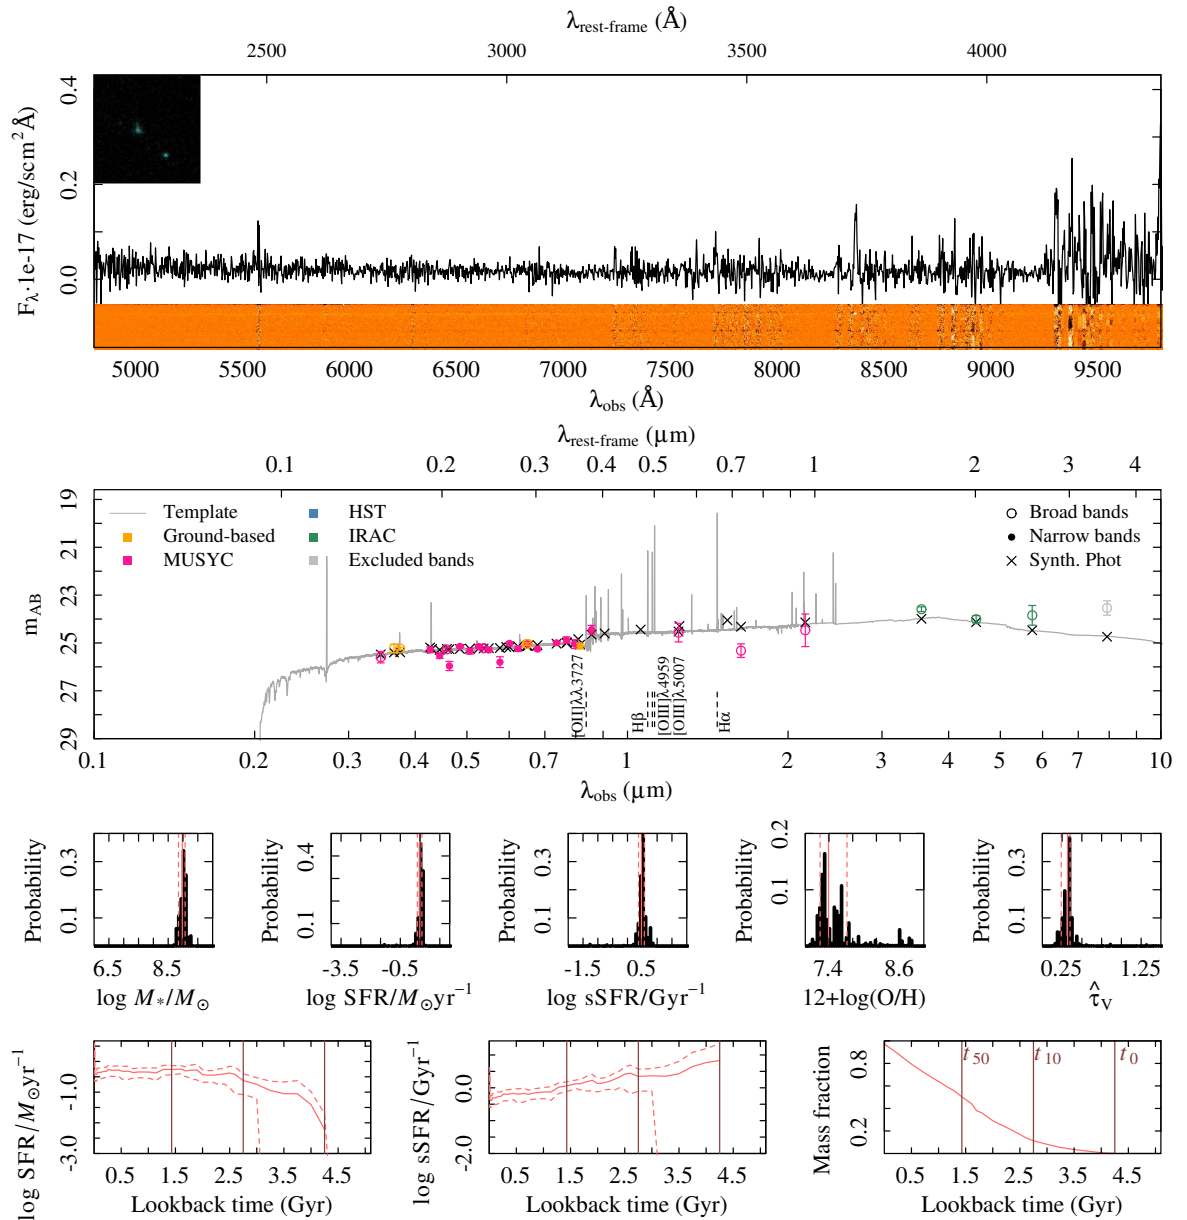 λrest-frame (Å)
2500 3000 3500 4000
Fλ·1e-17 (erg/scm² Å)
0.0 0.2 0.4
5000 5500 6000 6500 7000 7500 8000 8500 9000 9500
λobs (Å)
λrest-frame (μm)
0.1 0.2 0.3 0.4 0.5 0.7 1 2 3 4
mAB
19 21 23 25 27 29
Template
Ground-based
MUSYC
HST
IRAC
Excluded bands
Broad bands
Narrow bands
Synth. Phot
[OII]λλ3727
Hβ
[OIII]λ4959
[OIII]λ5007
Hα
0.1 0.2 0.3 0.4 0.5 0.7 1 2 3 4 5 6 7 10
λobs (μm)
Probability
0.1 0.3
6.5 8.5
log M*/M⊙
Probability
0.1 0.4
-3.5 -0.5
log SFR/M⊙yr⁻¹
Probability
0.1 0.3
-1.5 0.5
log sSFR/Gyr⁻¹
Probability
0.1 0.2
7.4 8.6
12+log(O/H)
Probability
0.1 0.3
0.25 1.25
τ̂V
log SFR/M⊙yr⁻¹
-3.0 -1.0
0.5 1.5 2.5 3.5 4.5
Lookback time (Gyr)
log sSFR/Gyr⁻¹
-2.0 0.0
0.5 1.5 2.5 3.5 4.5
Lookback time (Gyr)
Mass fraction
0.2 0.8
t50 t10 t0
0.5 1.5 2.5 3.5 4.5
Lookback time (Gyr)